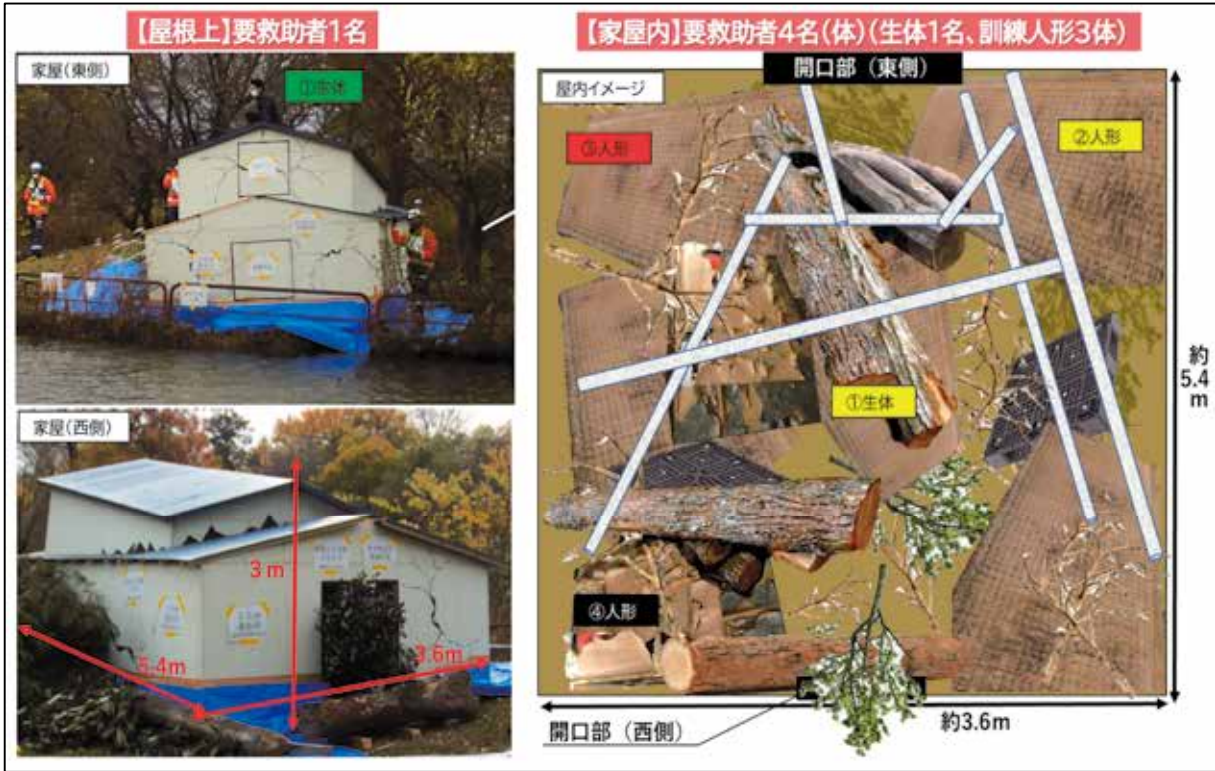 【屋根上】要救助者1名
家屋(東側)
①生体
家屋(西側)
3m
5.4m
3.6m
【家屋内】要救助者4名(体)(生体1名、訓練人形3体)
開口部(東側)
屋内イメージ
③人形
②人形
①生体
④人形
約
5.4
m
開口部(西側)
約3.6m